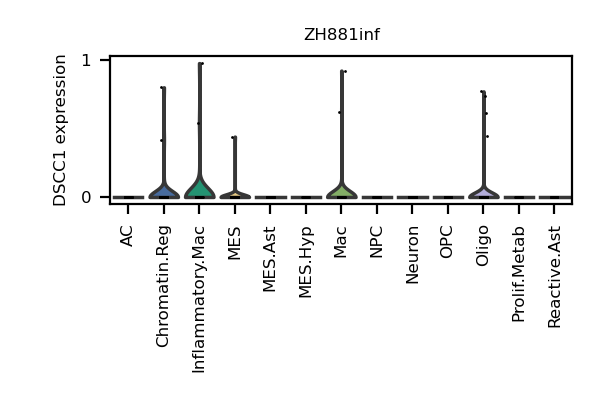 ZH881inf
DSCC1 expression
1
0
AC
Chromatin.Reg
Inflammatory.Mac
MES
MES.Ast
MES.Hyp
Mac
NPC
Neuron
OPC
Oligo
Prolif.Metab
Reactive.Ast